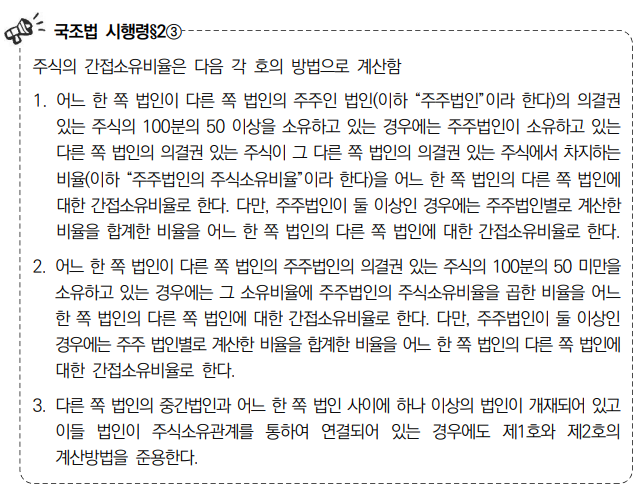 국조법 시행령§2③
주식의 간접소유비율은 다음 각 호의 방법으로 계산함
1. 어느 한 쪽 법인이 다른 쪽 법인의 주주인 법인(이하 “주주법인”이라 한다)의 의결권
있는 주식의 100분의 50 이상을 소유하고 있는 경우에는 주주법인이 소유하고 있는
다른 쪽 법인의 의결권 있는 주식이 그 다른 쪽 법인의 의결권 있는 주식에서 차지하는
비율(이하 “주주법인의 주식소유비율”이라 한다)을 어느 한 쪽 법인의 다른 쪽 법인에
대한 간접소유비율로 한다. 다만, 주주법인이 둘 이상인 경우에는 주주법인별로 계산한
비율을 합계한 비율을 어느 한 쪽 법인의 다른 쪽 법인에 대한 간접소유비율로 한다.
2. 어느 한 쪽 법인이 다른 쪽 법인의 주주법인의 의결권 있는 주식의 100분의 50 미만을
소유하고 있는 경우에는 그 소유비율에 주주법인의 주식소유비율을 곱한 비율을 어느
한 쪽 법인의 다른 쪽 법인에 대한 간접소유비율로 한다. 다만, 주주법인이 둘 이상인
경우에는 주주 법인별로 계산한 비율을 합계한 비율을 어느 한 쪽 법인의 다른 쪽 법인에
대한 간접소유비율로 한다.
3. 다른 쪽 법인의 중간법인과 어느 한 쪽 법인 사이에 하나 이상의 법인이 개재되어 있고
이들 법인이 주식소유관계를 통하여 연결되어 있는 경우에도 제1호와 제2호의
계산방법을 준용한다.